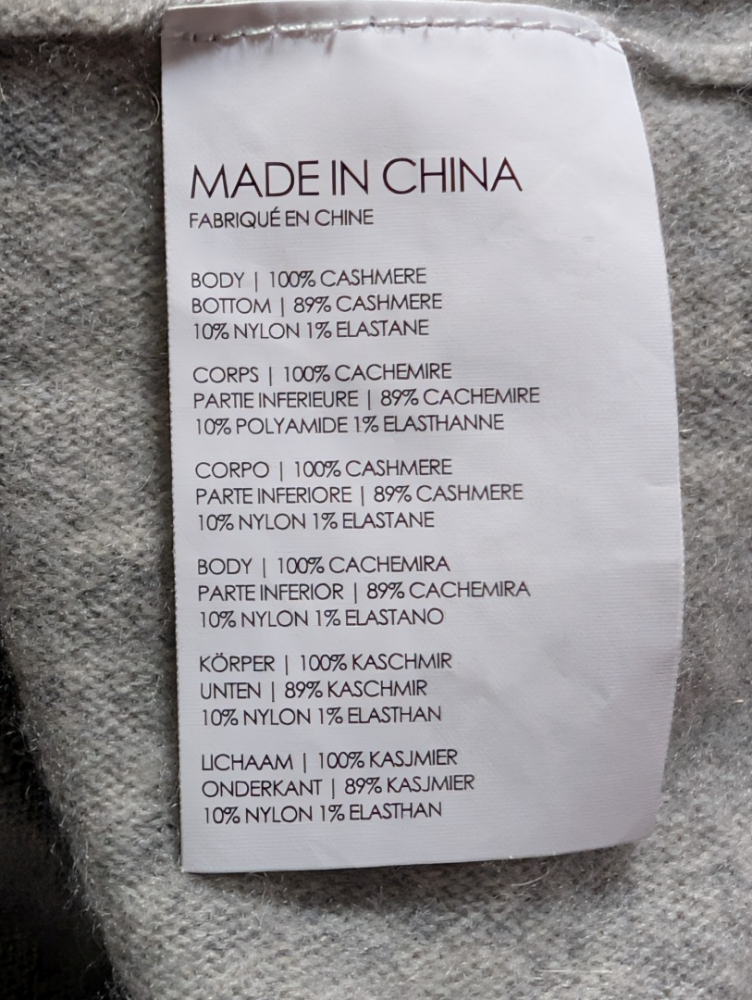 MADE IN CHINA
FABRIQUÉ EN CHINE
BODY | 100% CASHMERE
BOTTOM | 89% CASHMERE
10% NYLON 1% ELASTANE
CORPS | 100% CACHEMIRE
PARTIE INFERIEURE | 89% CACHEMIRE
10% POLYAMIDE 1% ELASTHANNE
CORPO | 100% CASHMERE
PARTE INFERIORE | 89% CASHMERE
10% NYLON 1% ELASTANE
BODY | 100% CACHEMIRA
PARTE INFERIOR | 89% CACHEMIRA
10% NYLON 1% ELASTANO
KÖRPER | 100% KASCHMIR
UNTEN | 89% KASCHMIR
10% NYLON 1% ELASTHAN
LICHAAM | 100% KASJMIER
ONDERKANT | 89% KASJMIER
10% NYLON 1% ELASTHAN